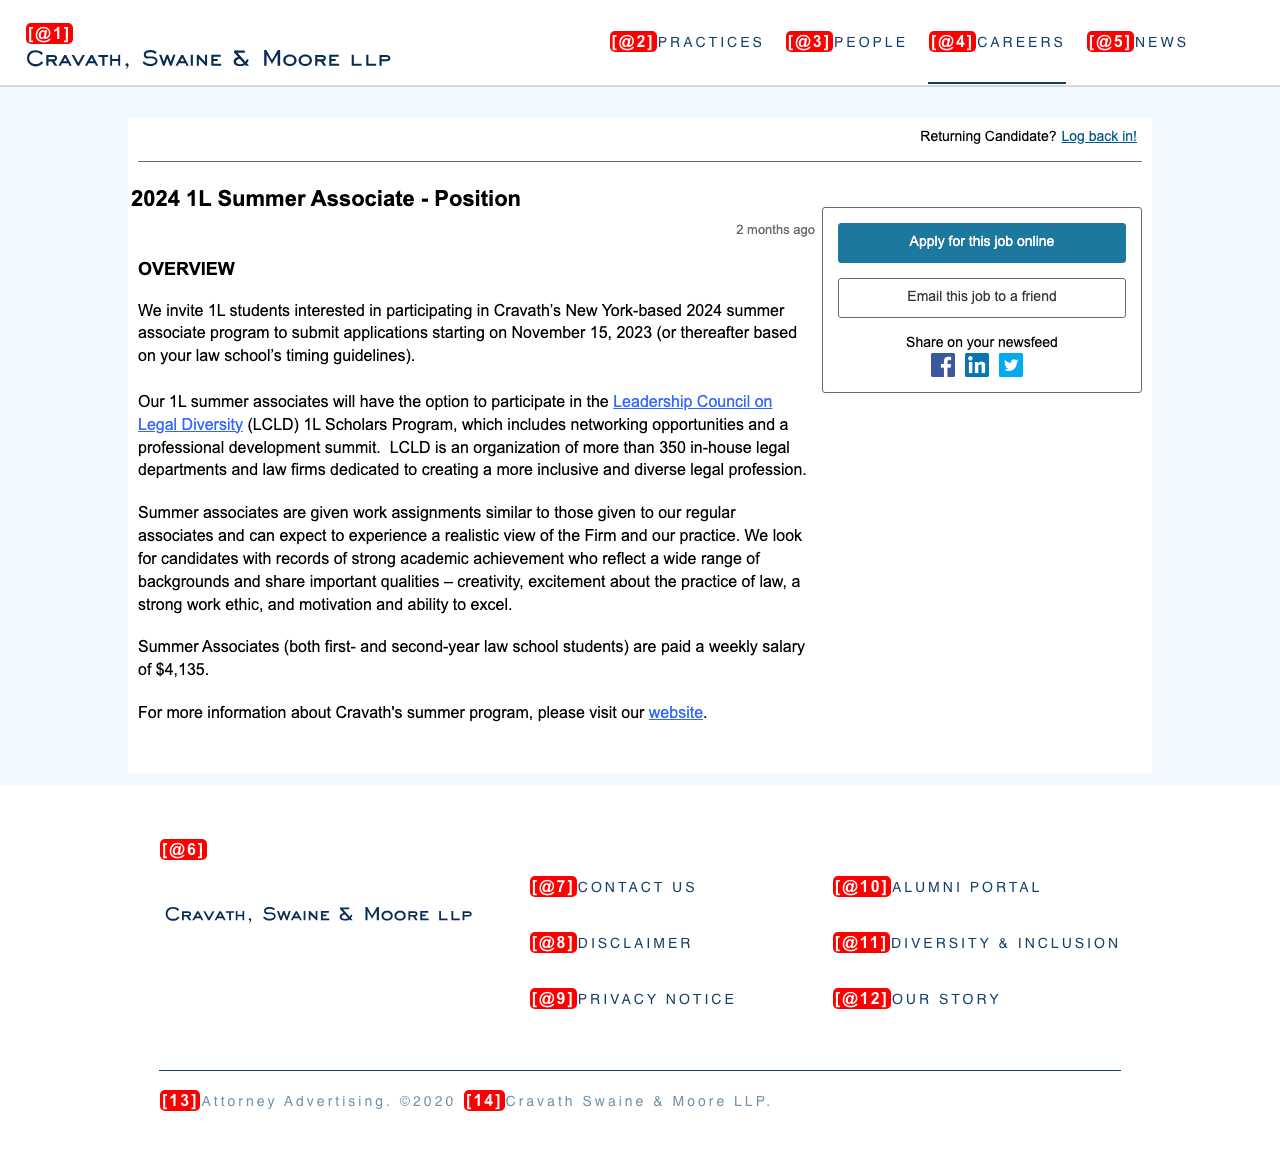 [@1]
Cravath, Swaine & Moore LLP
[@2]PRACTICES [@3]PEOPLE [@4]CAREERS [@5]NEWS
Returning Candidate? Log back in!
2024 1L Summer Associate - Position
2 months ago
Apply for this job online
Email this job to a friend
Share on your newsfeed
OVERVIEW
We invite 1L students interested in participating in Cravath’s New York-based 2024 summer
associate program to submit applications starting on November 15, 2023 (or thereafter based
on your law school’s timing guidelines).
Our 1L summer associates will have the option to participate in the Leadership Council on
Legal Diversity (LCLD) 1L Scholars Program, which includes networking opportunities and a
professional development summit.  LCLD is an organization of more than 350 in-house legal
departments and law firms dedicated to creating a more inclusive and diverse legal profession.
Summer associates are given work assignments similar to those given to our regular
associates and can expect to experience a realistic view of the Firm and our practice. We look
for candidates with records of strong academic achievement who reflect a wide range of
backgrounds and share important qualities – creativity, excitement about the practice of law, a
strong work ethic, and motivation and ability to excel.
Summer Associates (both first- and second-year law school students) are paid a weekly salary
of $4,135.
For more information about Cravath's summer program, please visit our website.
[@6]
Cravath, Swaine & Moore LLP
[@7]CONTACT US
[@8]DISCLAIMER
[@9]PRIVACY NOTICE
[@10]ALUMNI PORTAL
[@11]DIVERSITY & INCLUSION
[@12]OUR STORY
[13]Attorney Advertising. ©2020 [14]Cravath Swaine & Moore LLP.